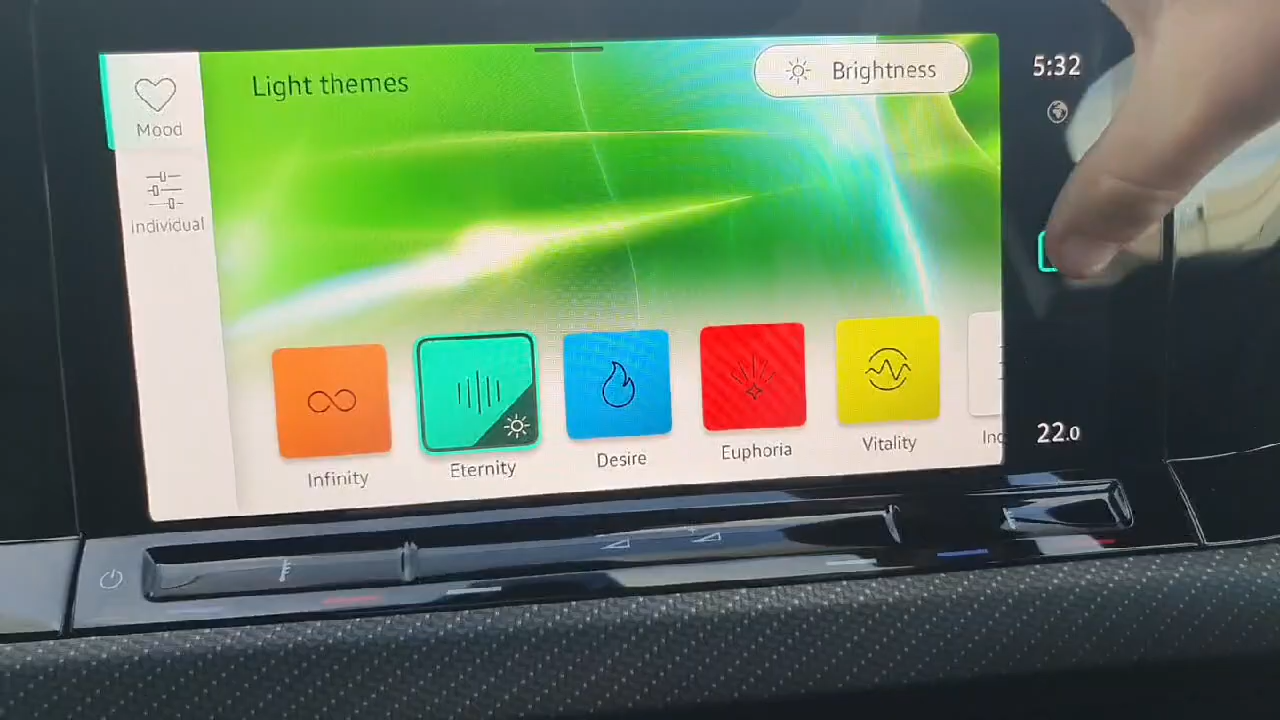 Light themes
Brightness
5:32
Mood
Individual
Infinity
Eternity
Desire
Euphoria
Vitality
22.0